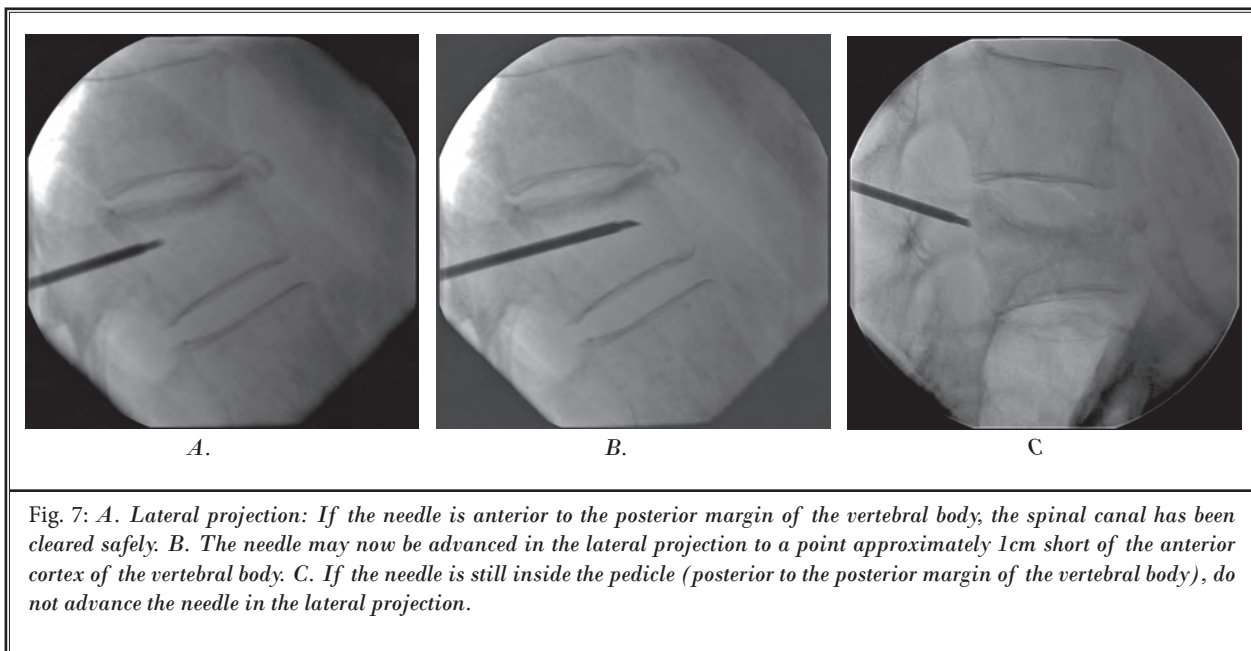 A.
B.
C
Fig. 7: A. Lateral projection: If the needle is anterior to the posterior margin of the vertebral body, the spinal canal has been
cleared safely. B. The needle may now be advanced in the lateral projection to a point approximately 1cm short of the anterior
cortex of the vertebral body. C. If the needle is still inside the pedicle (posterior to the posterior margin of the vertebral body), do
not advance the needle in the lateral projection.